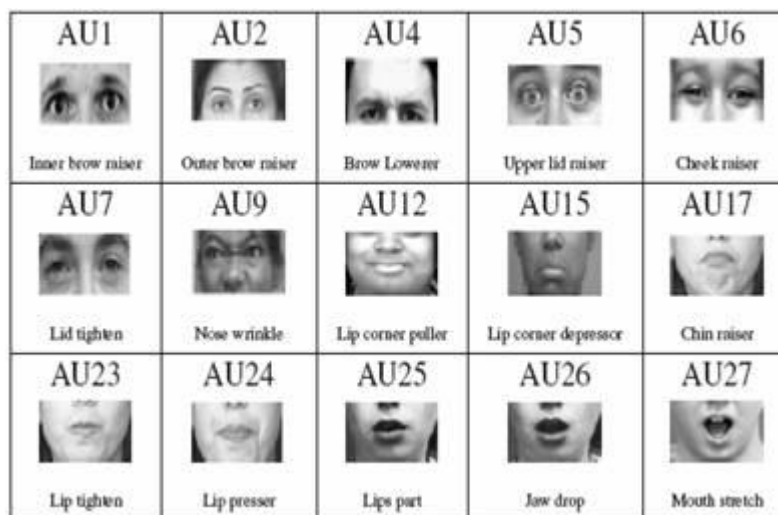 AU1 AU2 AU4 AU5 AU6
Inner brow raiser Outer brow raiser Brow Lowerer Upper lid raiser Cheek raiser
AU7 AU9 AU12 AU15 AU17
Lid tighten Nose wrinkle Lip corner puller Lip corner depressor Chin raiser
AU23 AU24 AU25 AU26 AU27
Lip tighten Lip presser Lips part Jaw drop Mouth stretch